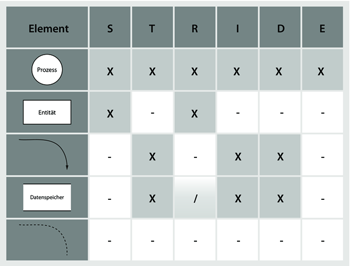 Element S T R I D E
Prozess X X X X X X
Entität X - X - - -
- X - X X -
Datenspeicher - X / X X -
- - - - - -